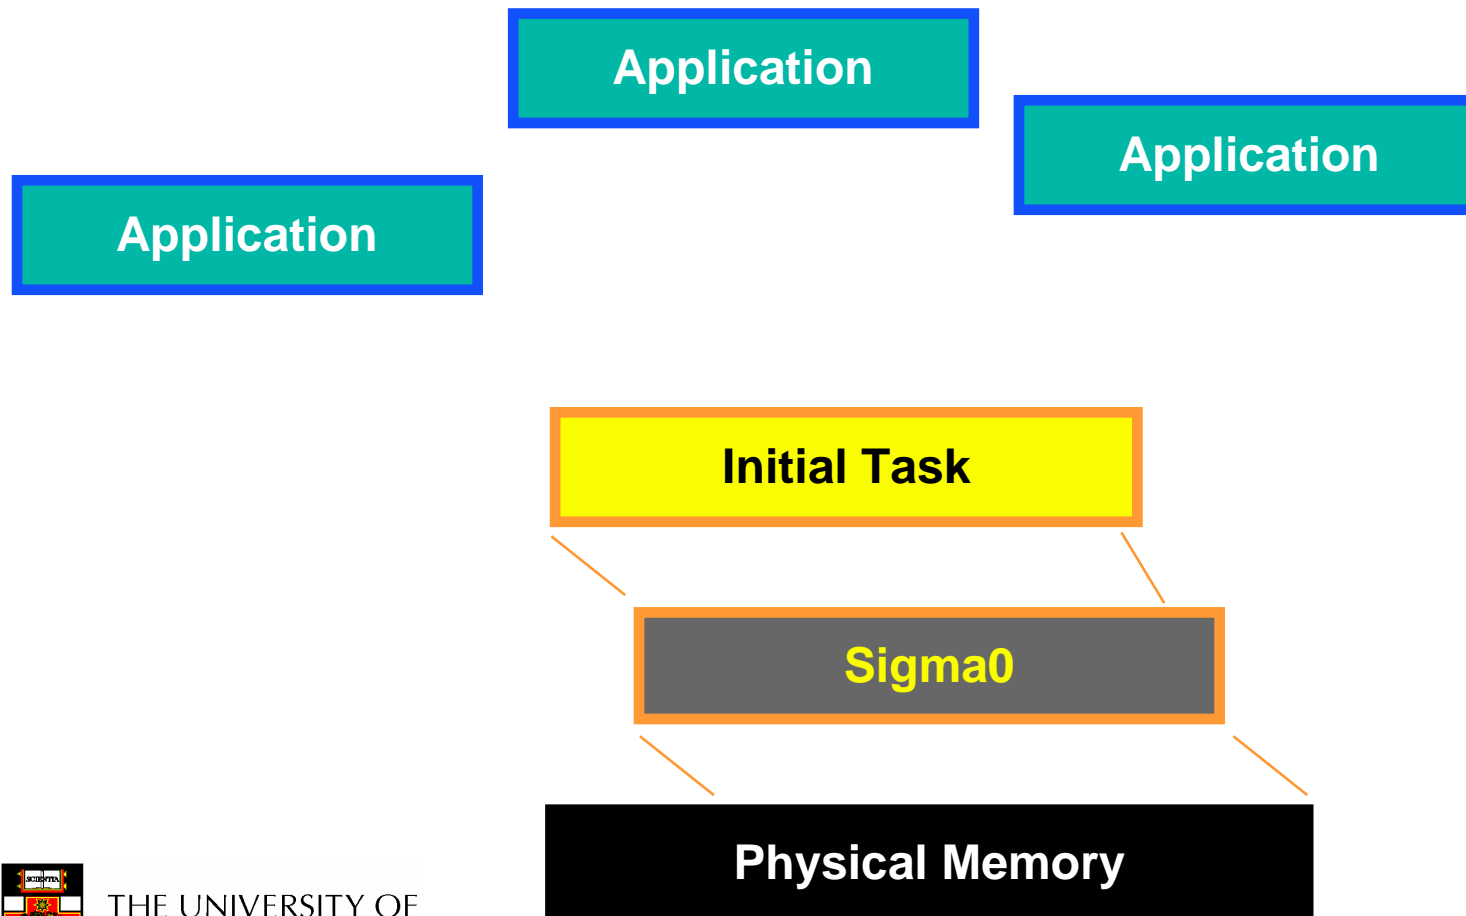 Application
Application
Application
Initial Task
Sigma0
Physical Memory
THE UNIVERSITY OF